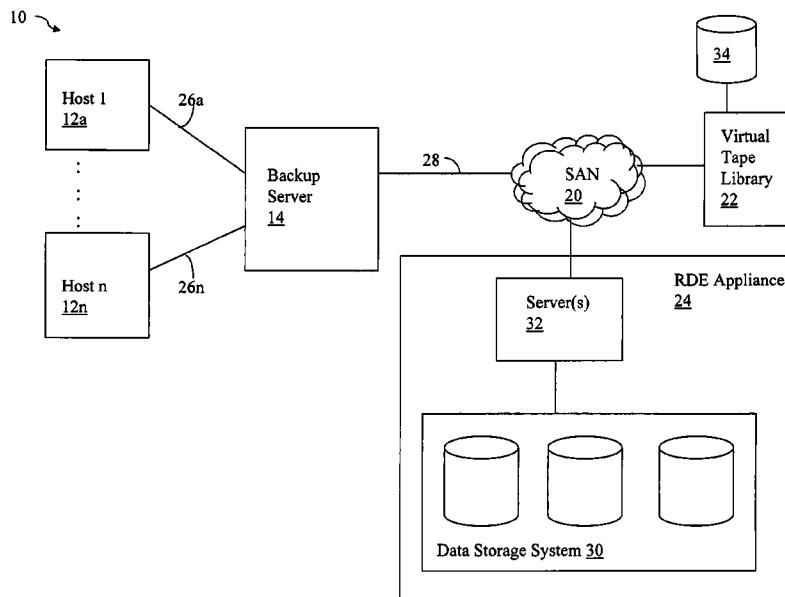 10
Host 1
12a
26a
Backup
Server
14
Host n
12n
26n
28
SAN
20
34
Virtual
Tape
Library
22
RDE Appliance
24
Server(s)
32
Data Storage System 30